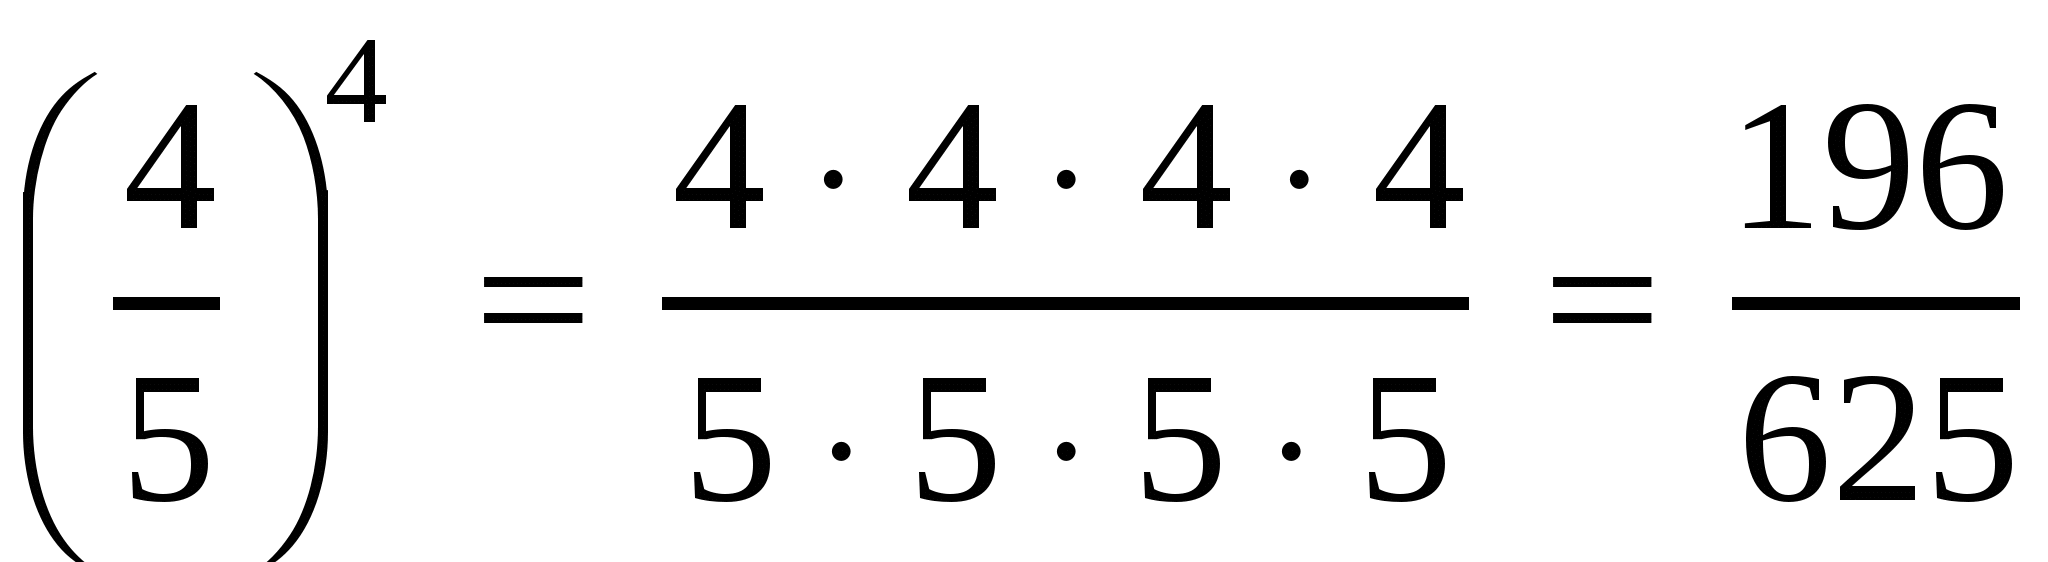 (4/5)^4 = (4 · 4 · 4 · 4)/(5 · 5 · 5 · 5) = 196/625